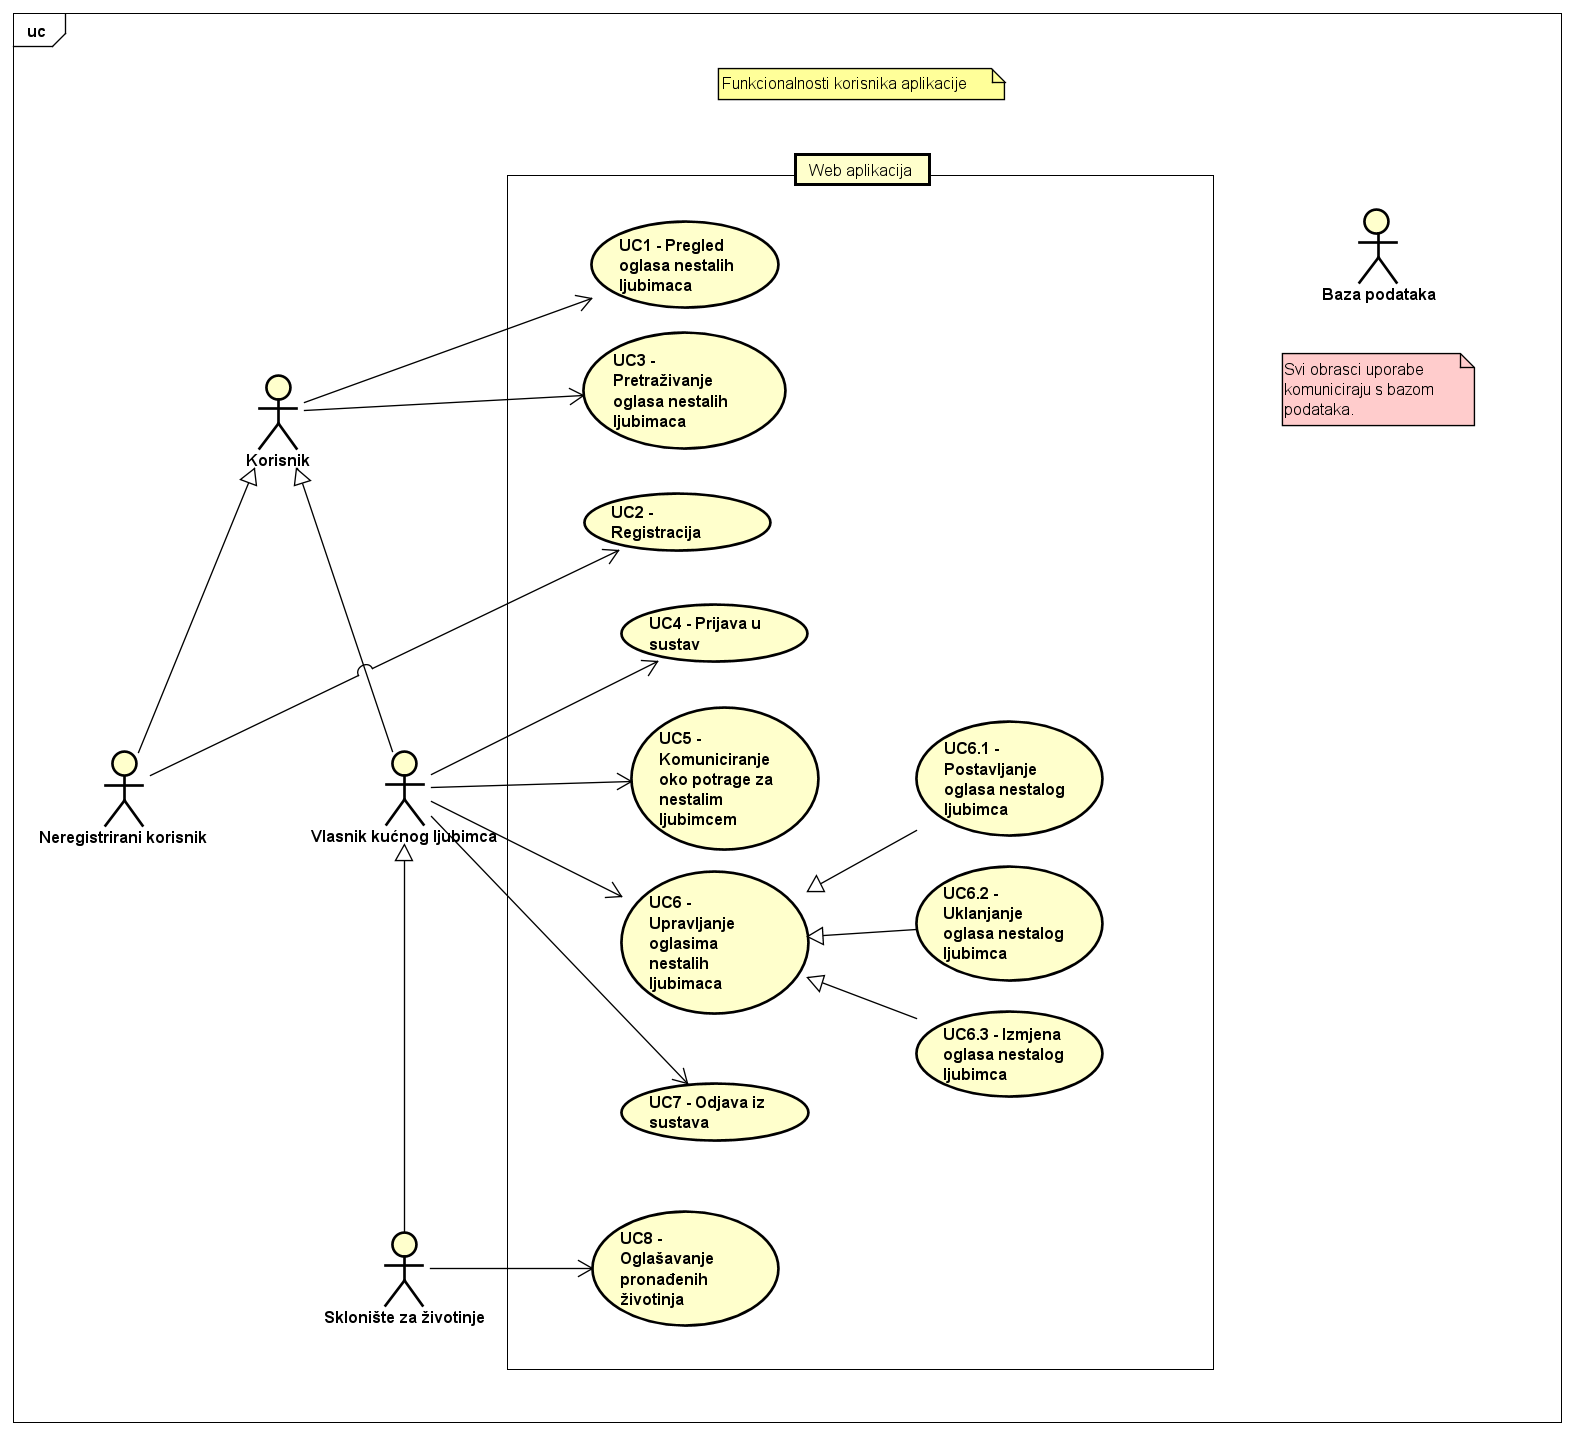 uc
Funkcionalnosti korisnika aplikacije
Web aplikacija
UC1 - Pregled
oglasa nestalih
ljubimaca
Baza podataka
UC3 -
Pretraživanje
oglasa nestalih
ljubimaca
Svi obrasci uporabe
komuniciraju s bazom
podataka.
Korisnik
UC2 -
Registracija
UC4 - Prijava u
sustav
UC5 -
Komuniciranje
oko potrage za
nestalim
ljubimcem
UC6.1 -
Postavljanje
oglasa nestalog
ljubimca
Neregistrirani korisnik
Vlasnik kućnog ljubimca
UC6 -
Upravljanje
oglasima
nestalih
ljubimaca
UC6.2 -
Uklanjanje
oglasa nestalog
ljubimca
UC6.3 - Izmjena
oglasa nestalog
ljubimca
UC7 - Odjava iz
sustava
UC8 -
Oglašavanje
pronađenih
životinja
Sklonište za životinje